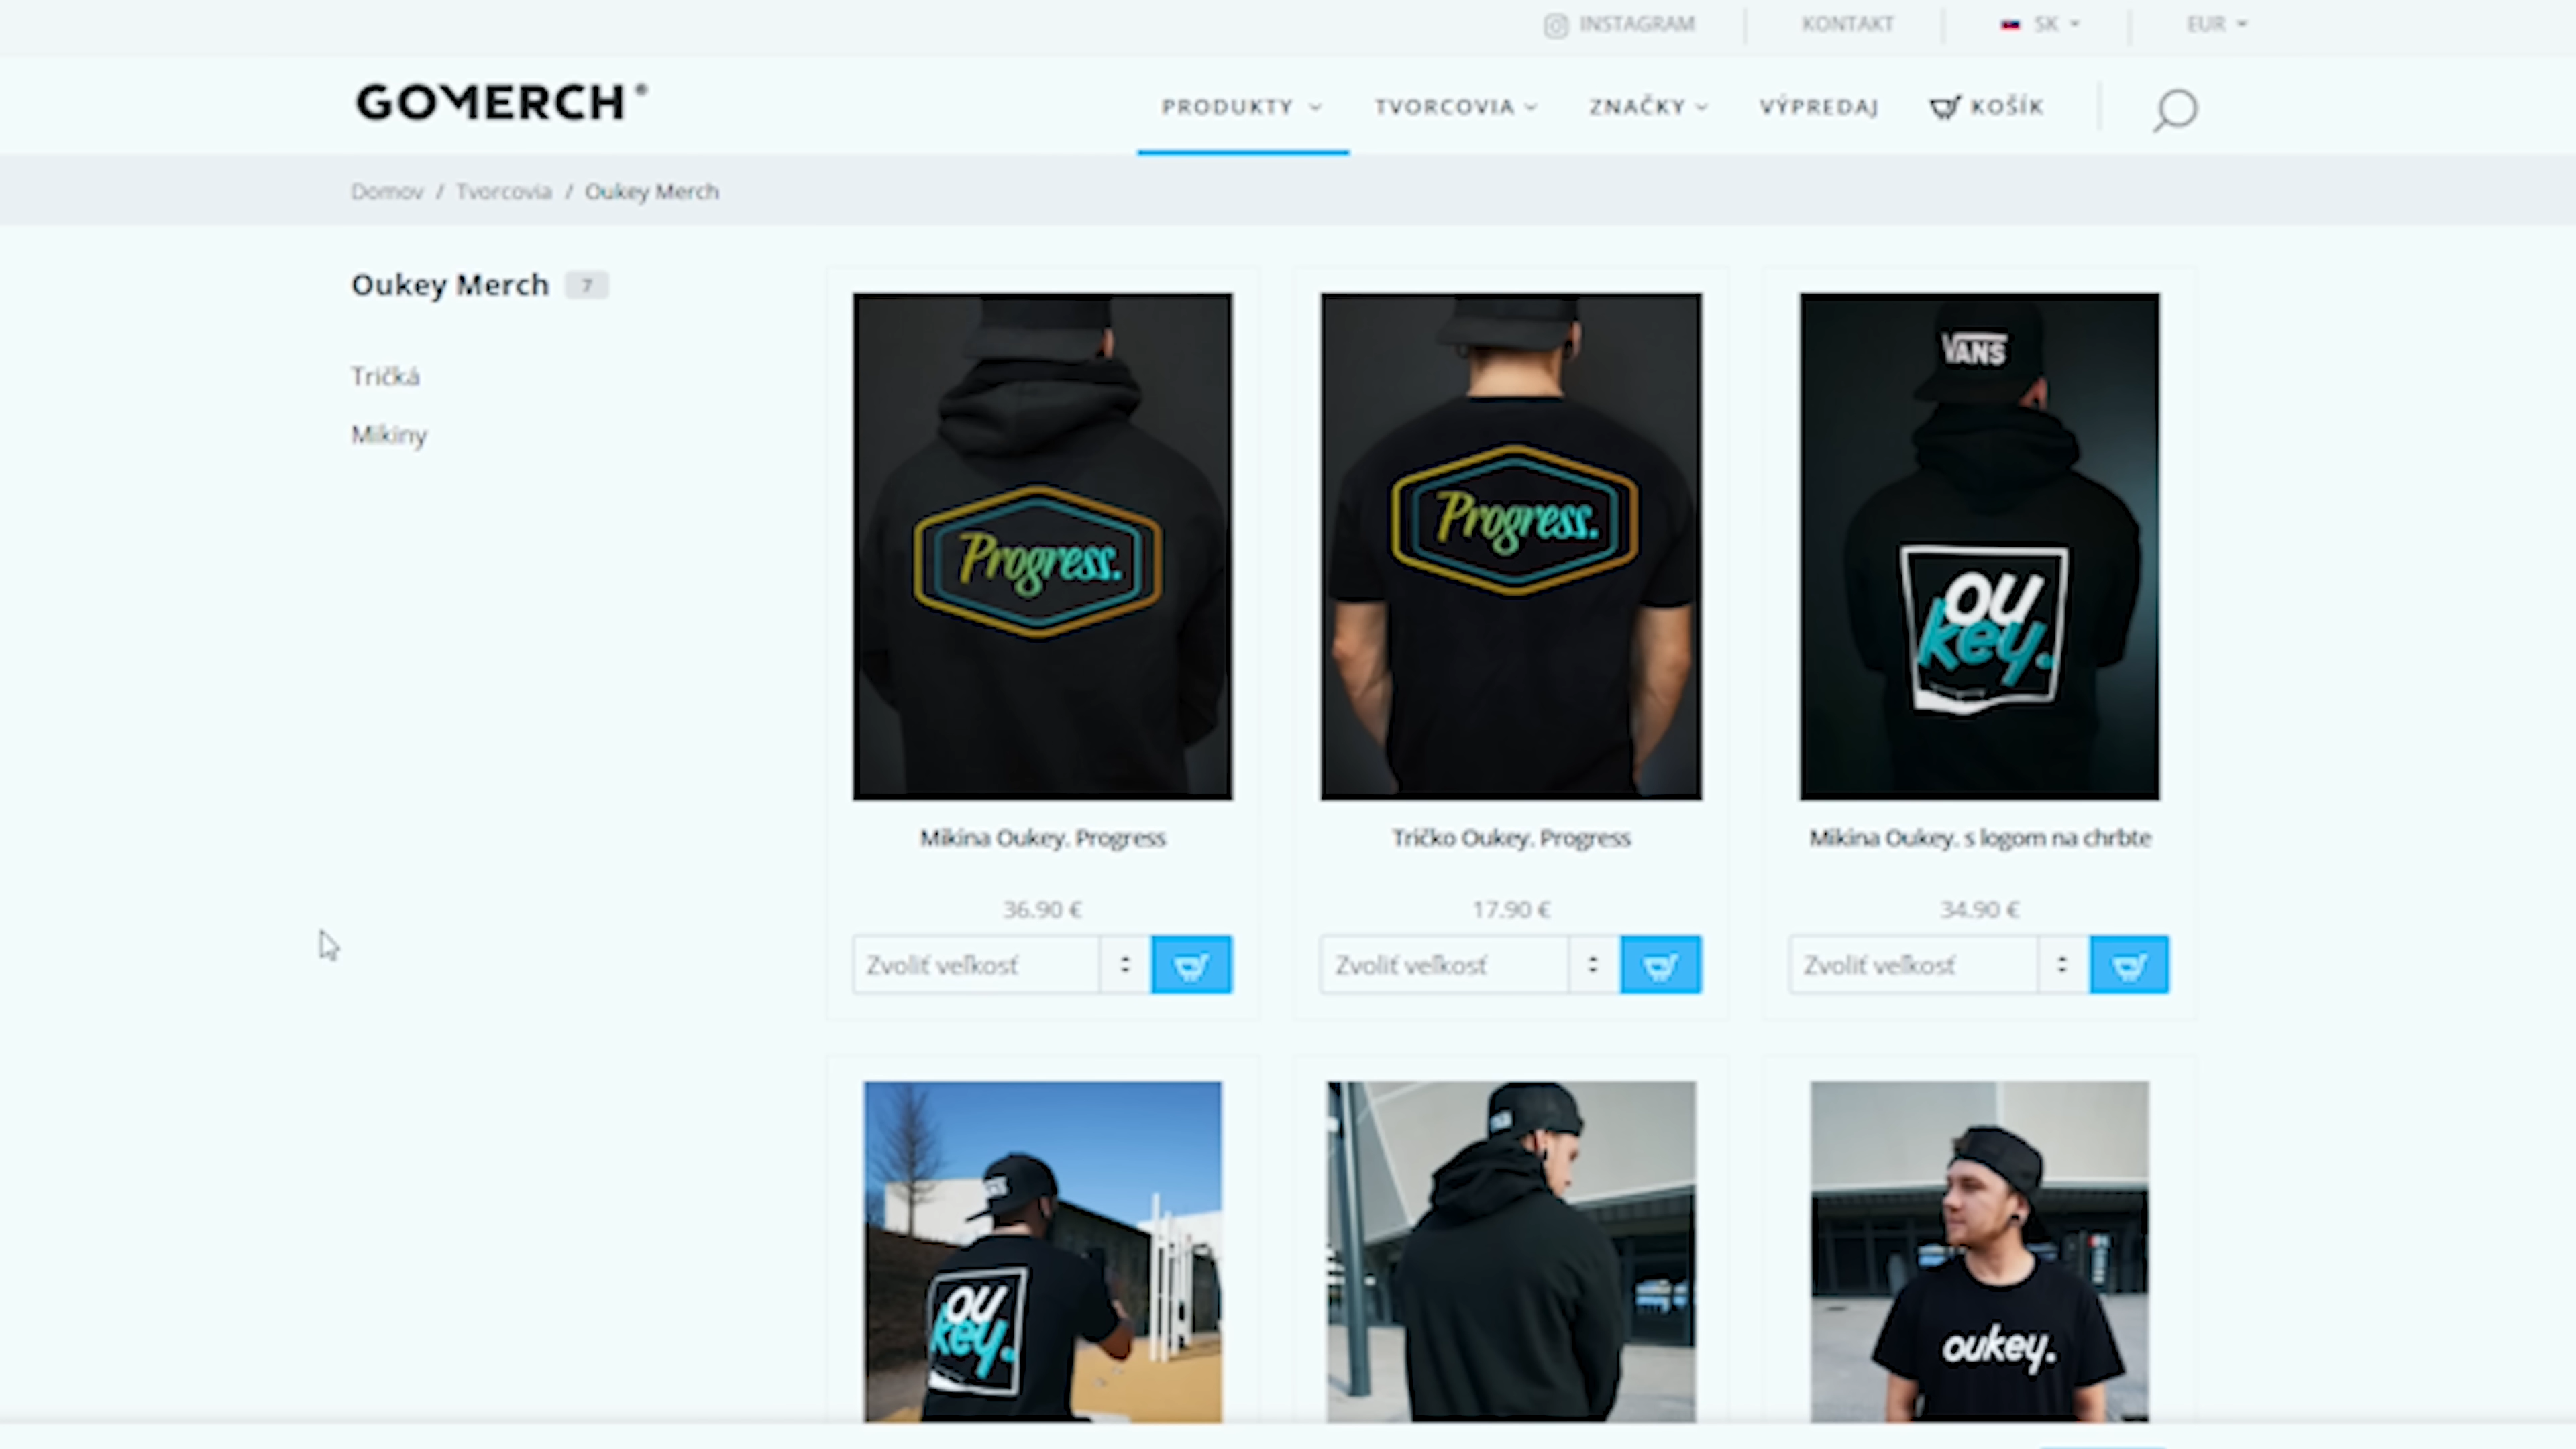 INSTAGRAM
KONTAKT
SK
EUR
GOMERCH®
PRODUKTY
TVORCOVIA
ZNAČKY
VÝPREDAJ
KOŠÍK
Domov / Tvorcovia / Oukey Merch
Oukey Merch 7
Tričká
Mikiny
Progress.
Progress.
VANS
OU
key.
Mikina Oukey. Progress
Tričko Oukey. Progress
Mikina Oukey. s logom na chrbte
36.90 €
17.90 €
34.90 €
Zvoliť veľkosť
Zvoliť veľkosť
Zvoliť veľkosť
OU
key.
oukey.